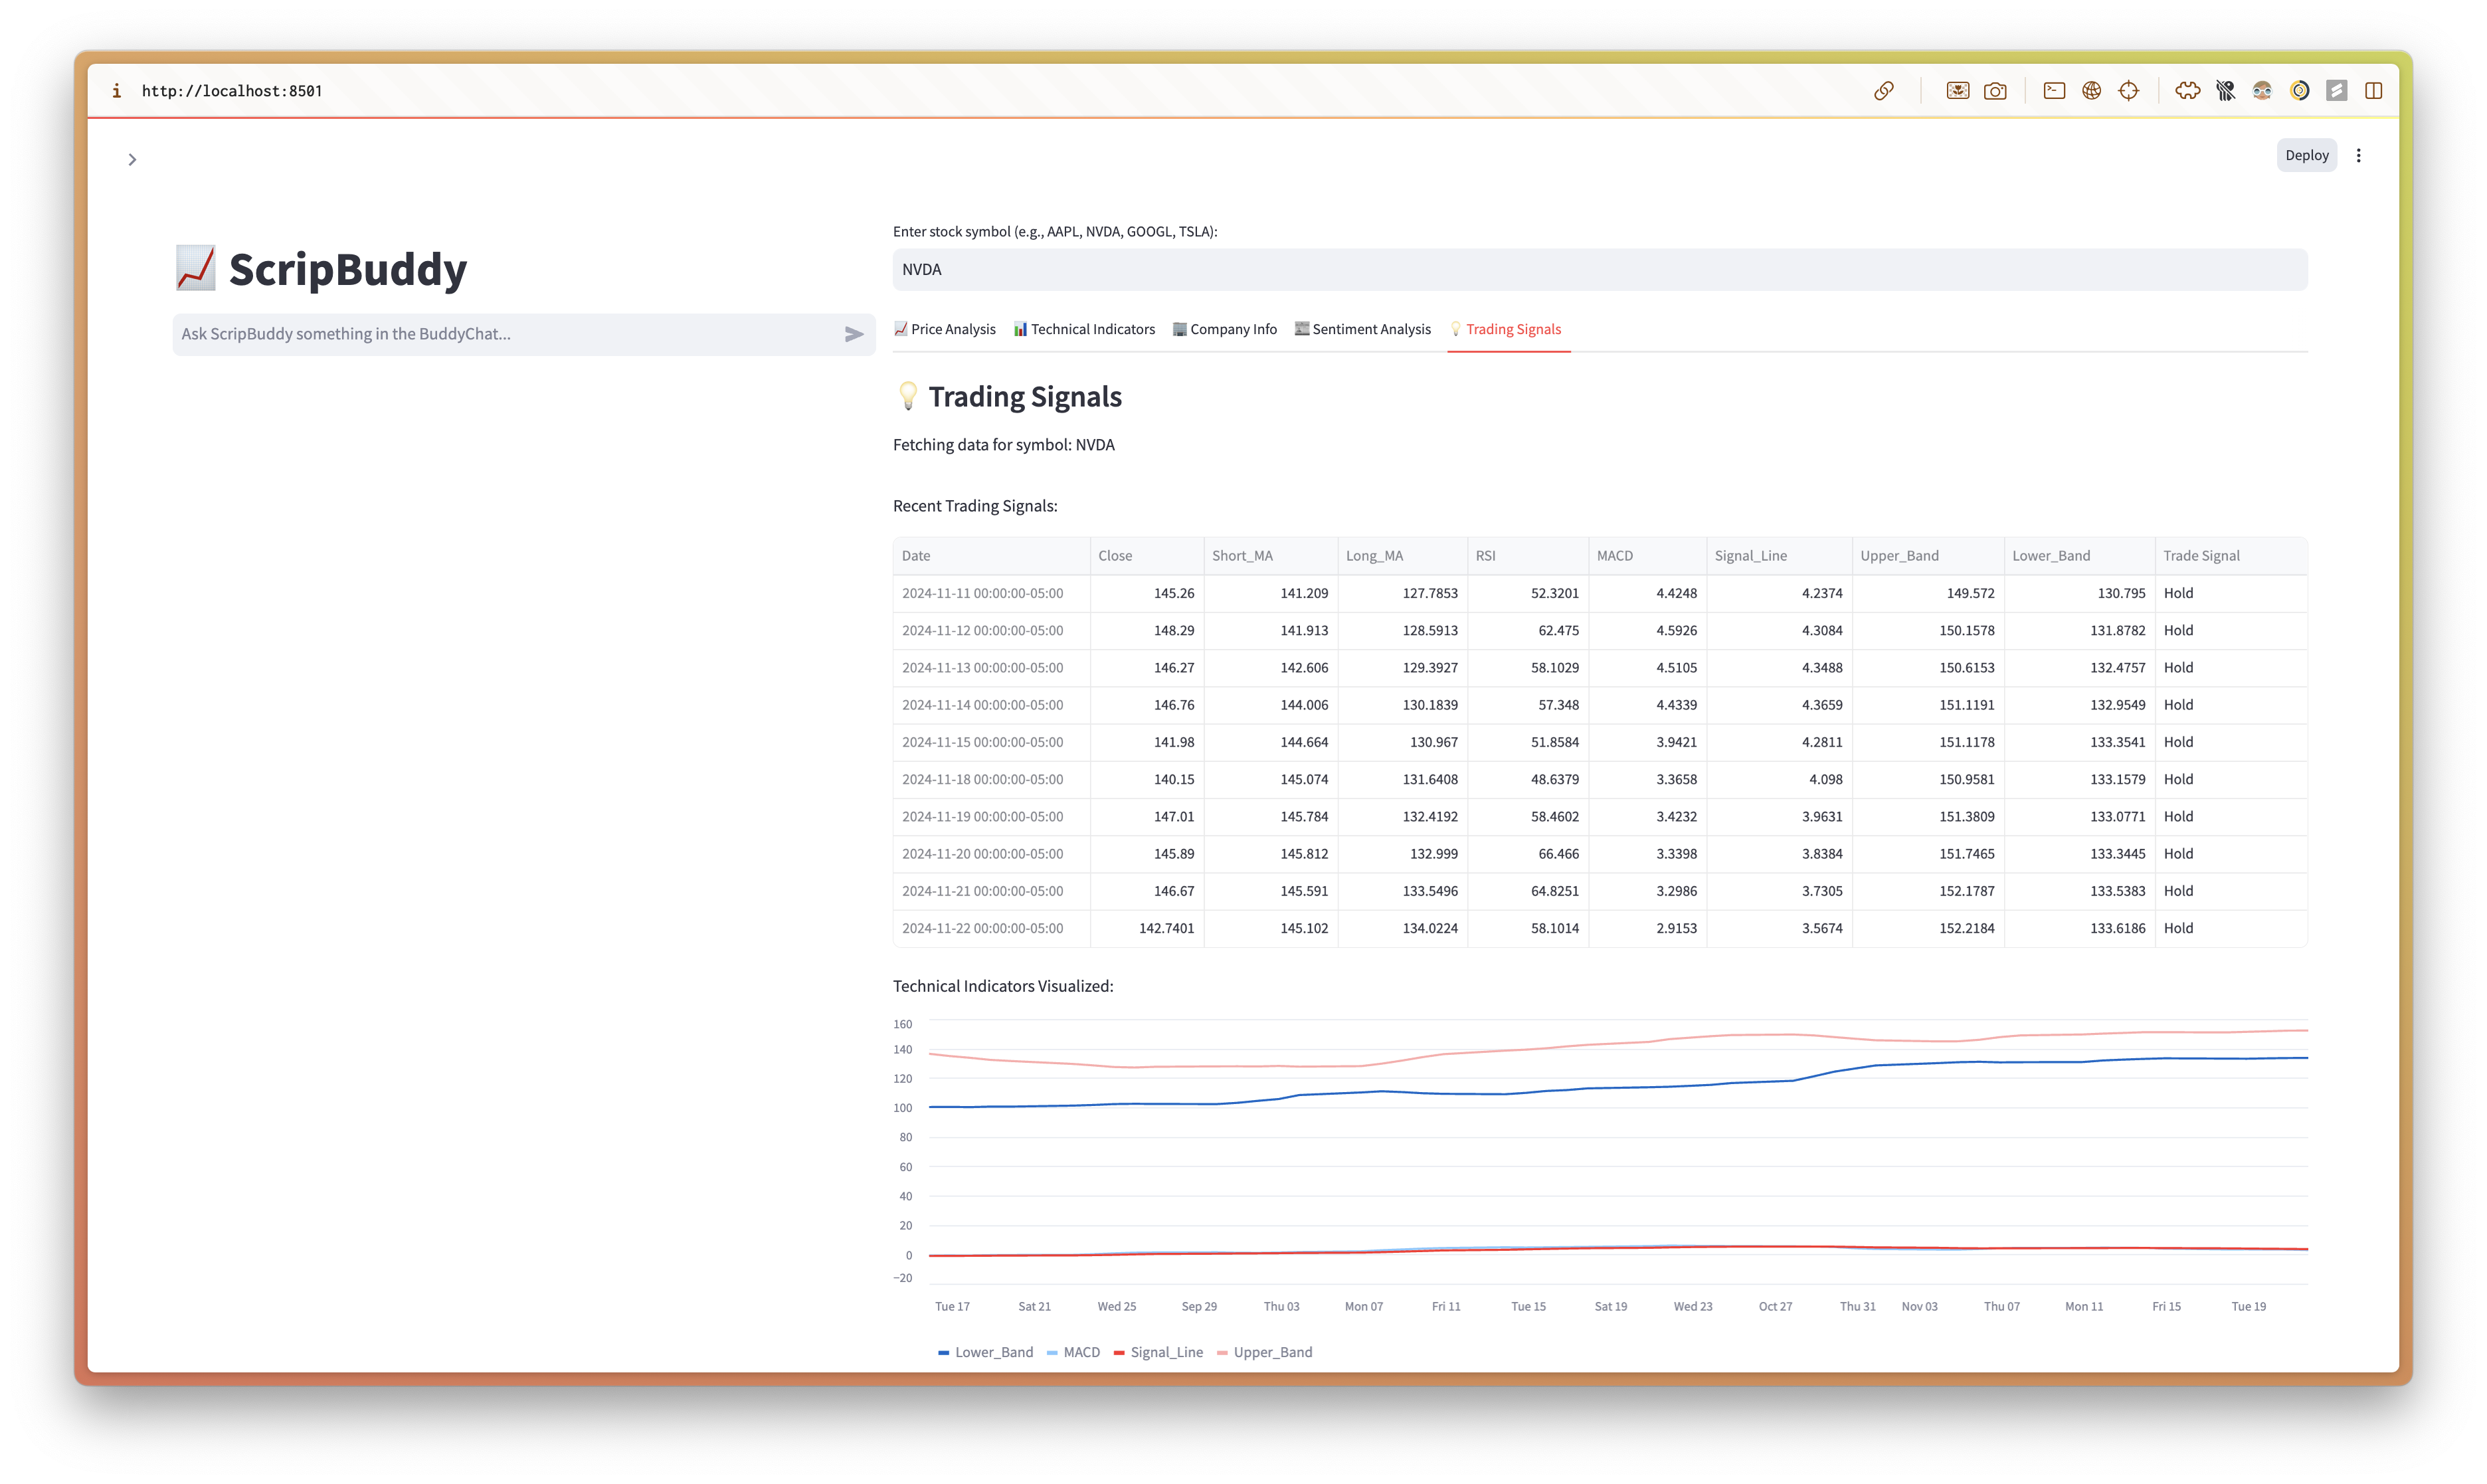 i http://localhost:8501
Deploy
📈 ScripBuddy
Ask ScripBuddy something in the BuddyChat...
Enter stock symbol (e.g., AAPL, NVDA, GOOGL, TSLA):
NVDA
📈 Price Analysis 📊 Technical Indicators 🏢 Company Info 📰 Sentiment Analysis 💡 Trading Signals
💡 Trading Signals
Fetching data for symbol: NVDA
Recent Trading Signals:
Date Close Short_MA Long_MA RSI MACD Signal_Line Upper_Band Lower_Band Trade Signal
2024-11-11 00:00:00-05:00 145.26 141.209 127.7853 52.3201 4.4248 4.2374 149.572 130.795 Hold
2024-11-12 00:00:00-05:00 148.29 141.913 128.5913 62.475 4.5926 4.3084 150.1578 131.8782 Hold
2024-11-13 00:00:00-05:00 146.27 142.606 129.3927 58.1029 4.5105 4.3488 150.6153 132.4757 Hold
2024-11-14 00:00:00-05:00 146.76 144.006 130.1839 57.348 4.4339 4.3659 151.1191 132.9549 Hold
2024-11-15 00:00:00-05:00 141.98 144.664 130.967 51.8584 3.9421 4.2811 151.1178 133.3541 Hold
2024-11-18 00:00:00-05:00 140.15 145.074 131.6408 48.6379 3.3658 4.098 150.9581 133.1579 Hold
2024-11-19 00:00:00-05:00 147.01 145.784 132.4192 58.4602 3.4232 3.9631 151.3809 133.0771 Hold
2024-11-20 00:00:00-05:00 145.89 145.812 132.999 66.466 3.3398 3.8384 151.7465 133.3445 Hold
2024-11-21 00:00:00-05:00 146.67 145.591 133.5496 64.8251 3.2986 3.7305 152.1787 133.5383 Hold
2024-11-22 00:00:00-05:00 142.7401 145.102 134.0224 58.1014 2.9153 3.5674 152.2184 133.6186 Hold
Technical Indicators Visualized:
160
140
120
100
80
60
40
20
0
−20
Tue 17 Sat 21 Wed 25 Sep 29 Thu 03 Mon 07 Fri 11 Tue 15 Sat 19 Wed 23 Oct 27 Thu 31 Nov 03 Thu 07 Mon 11 Fri 15 Tue 19
Lower_Band MACD Signal_Line Upper_Band